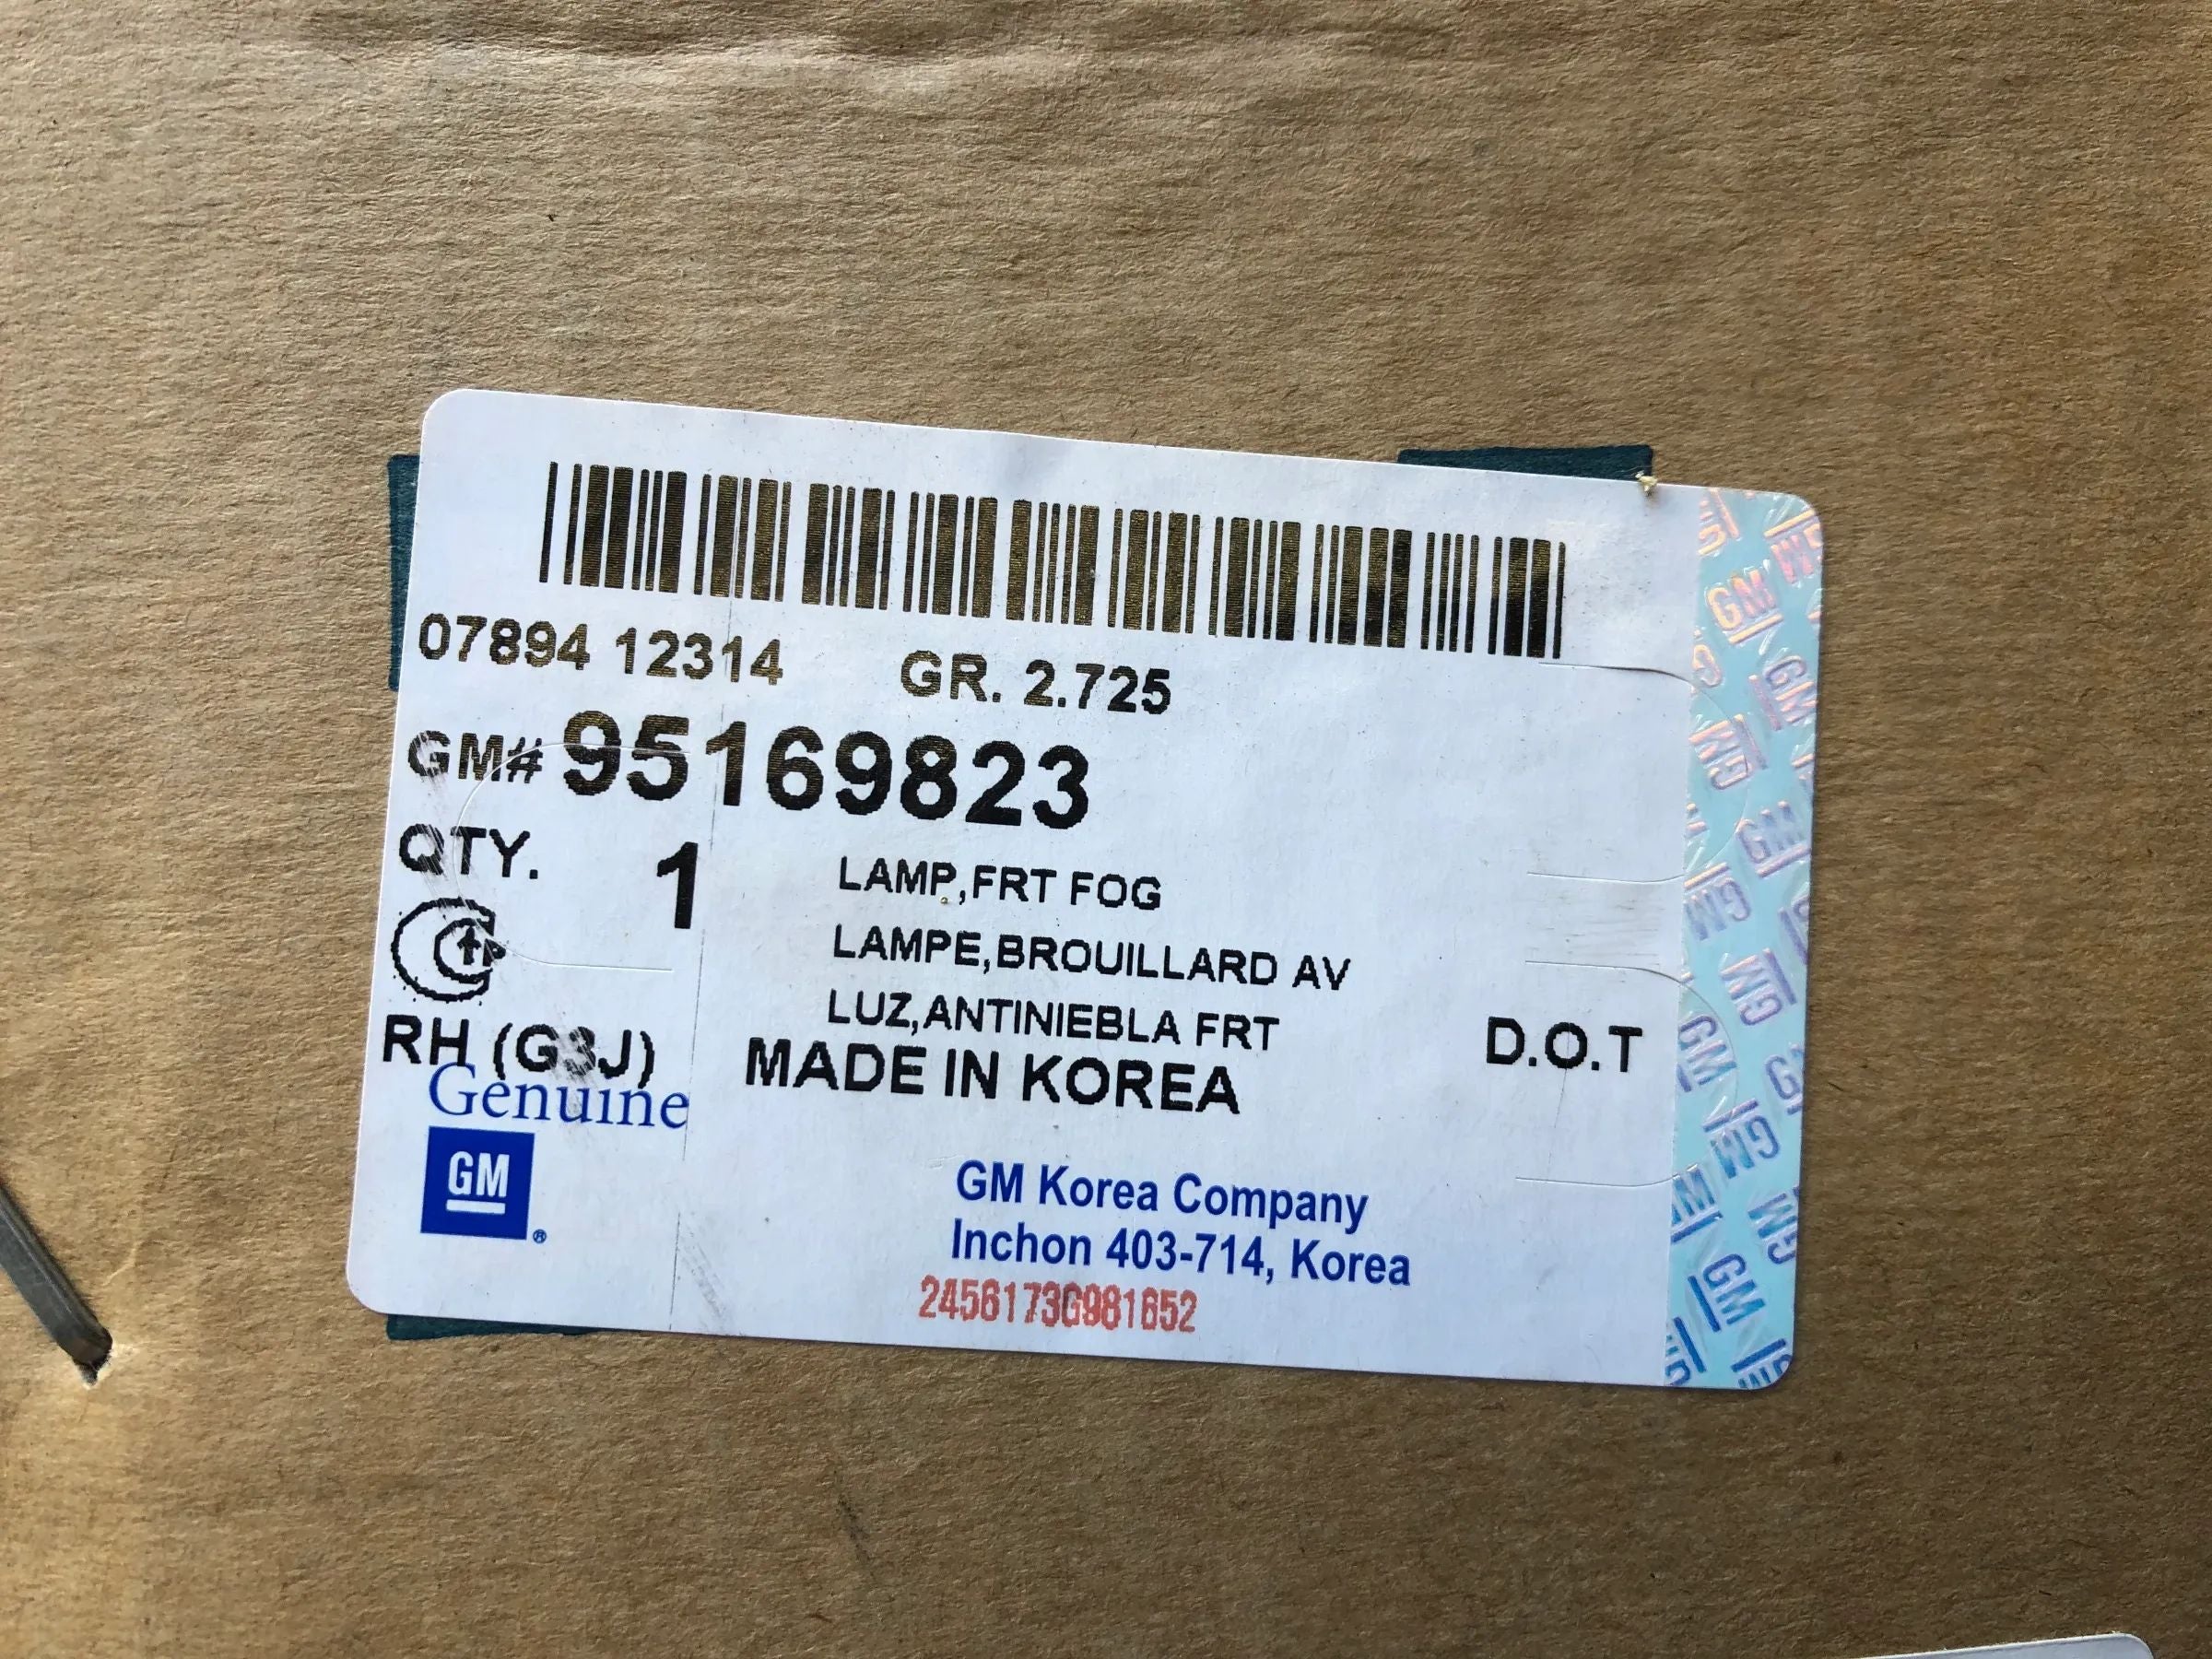 07894 12314 GR. 2.725
GM# 95169823
QTY. 1
LAMP,FRT FOG
LAMPE,BROUILLARD AV
LUZ,ANTINIEBLA FRT
RH (G3J) MADE IN KOREA D.O.T
Genuine
GM
GM Korea Company
Inchon 403-714, Korea